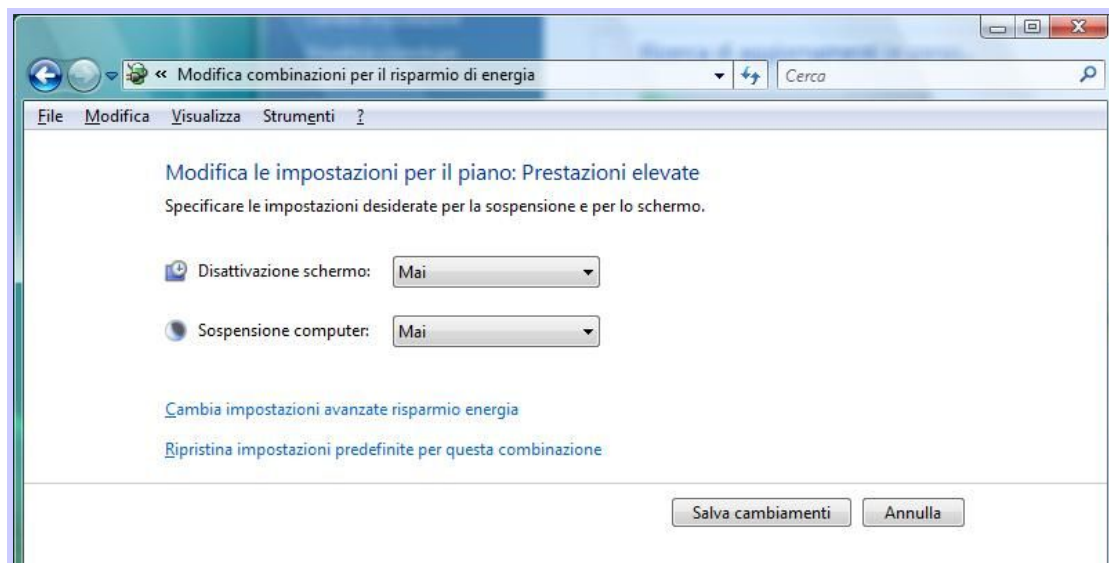 « Modifica combinazioni per il risparmio di energia
Cerca
File Modifica Visualizza Strumenti ?
Modifica le impostazioni per il piano: Prestazioni elevate
Specificare le impostazioni desiderate per la sospensione e per lo schermo.
Disattivazione schermo: Mai
Sospensione computer: Mai
Cambia impostazioni avanzate risparmio energia
Ripristina impostazioni predefinite per questa combinazione
Salva cambiamenti Annulla